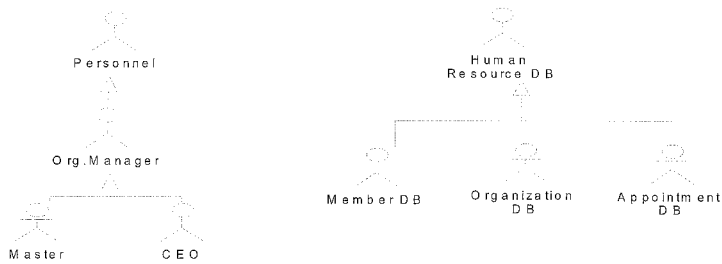 Personnel
Human
Resource DB
Org.Manager
Member DB
Organization
DB
Appointment
DB
Master
CEO